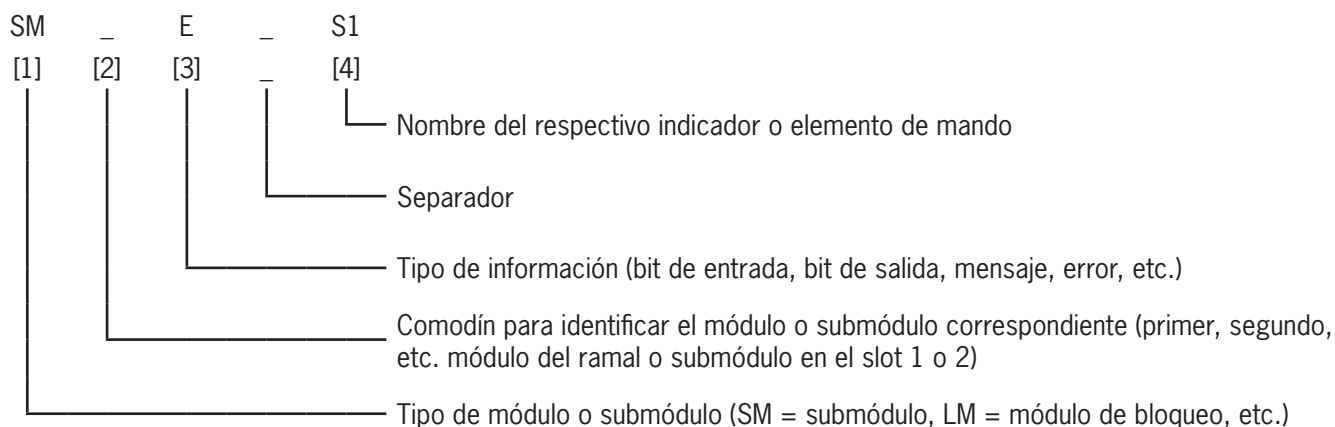 SM _ E _ S1
[1] [2] [3] _ [4]
Nombre del respectivo indicador o elemento de mando
Separador
Tipo de información (bit de entrada, bit de salida, mensaje, error, etc.)
Comodín para identificar el módulo o submódulo correspondiente (primer, segundo,
etc. módulo del ramal o submódulo en el slot 1 o 2)
Tipo de módulo o submódulo (SM = submódulo, LM = módulo de bloqueo, etc.)